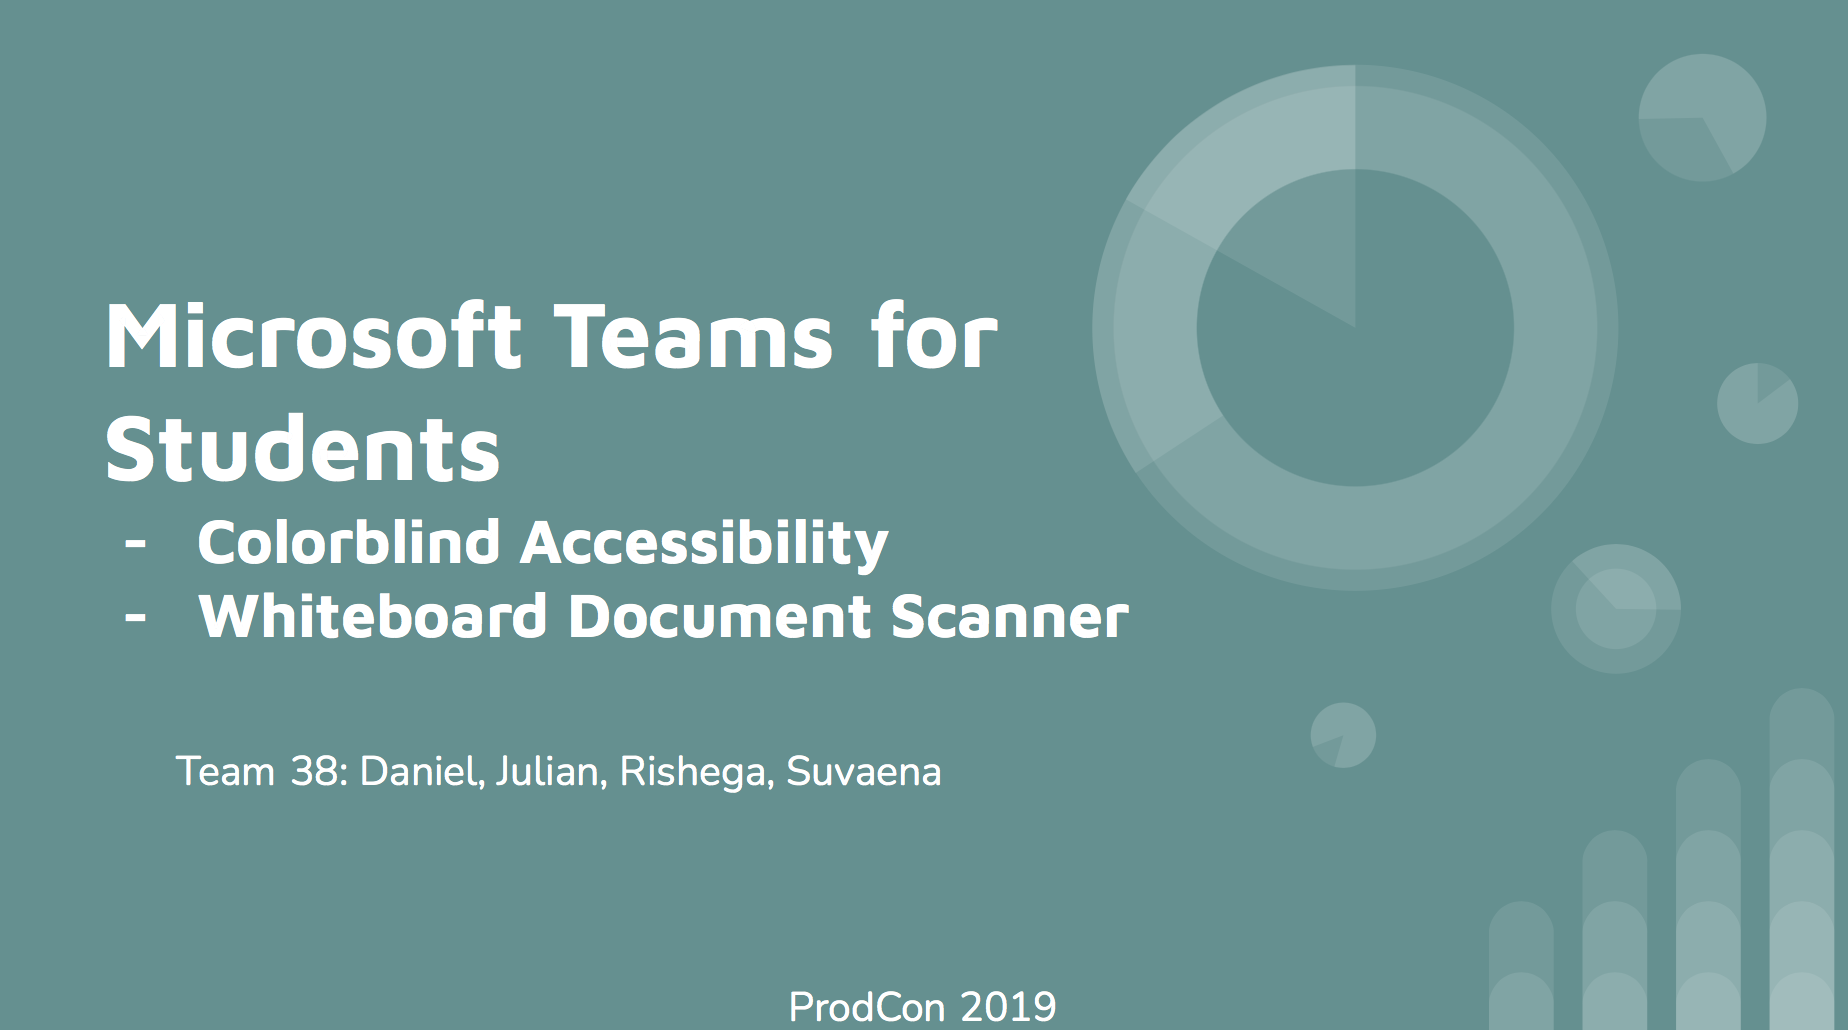 Microsoft Teams for
Students
- Colorblind Accessibility
- Whiteboard Document Scanner
Team 38: Daniel, Julian, Rishega, Suvaena
ProdCon 2019